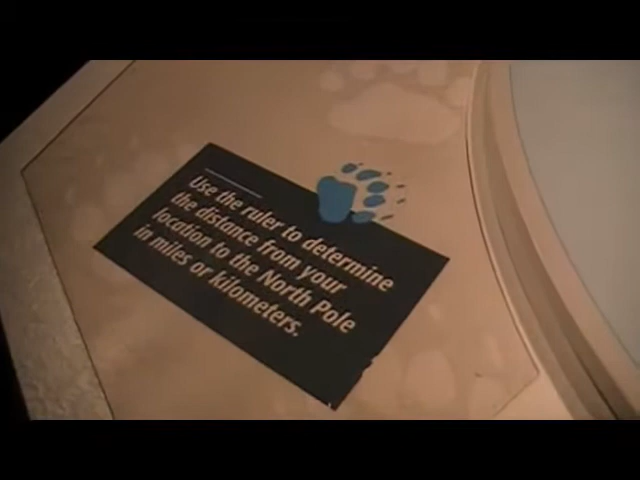 Use the ruler to determine
the distance from your
location to the North Pole
in miles or kilometers.